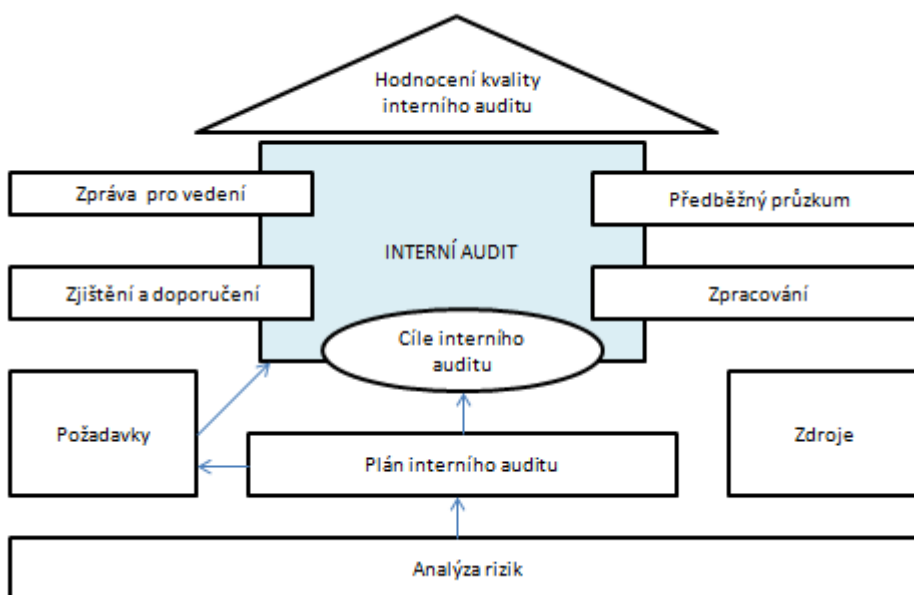 Hodnocení kvality
interního auditu
Zpráva pro vedení
Předběžný průzkum
INTERNÍ AUDIT
Zjištění a doporučení
Zpracování
Cíle interního
auditu
Požadavky
Zdroje
Plán interního auditu
Analýza rizik